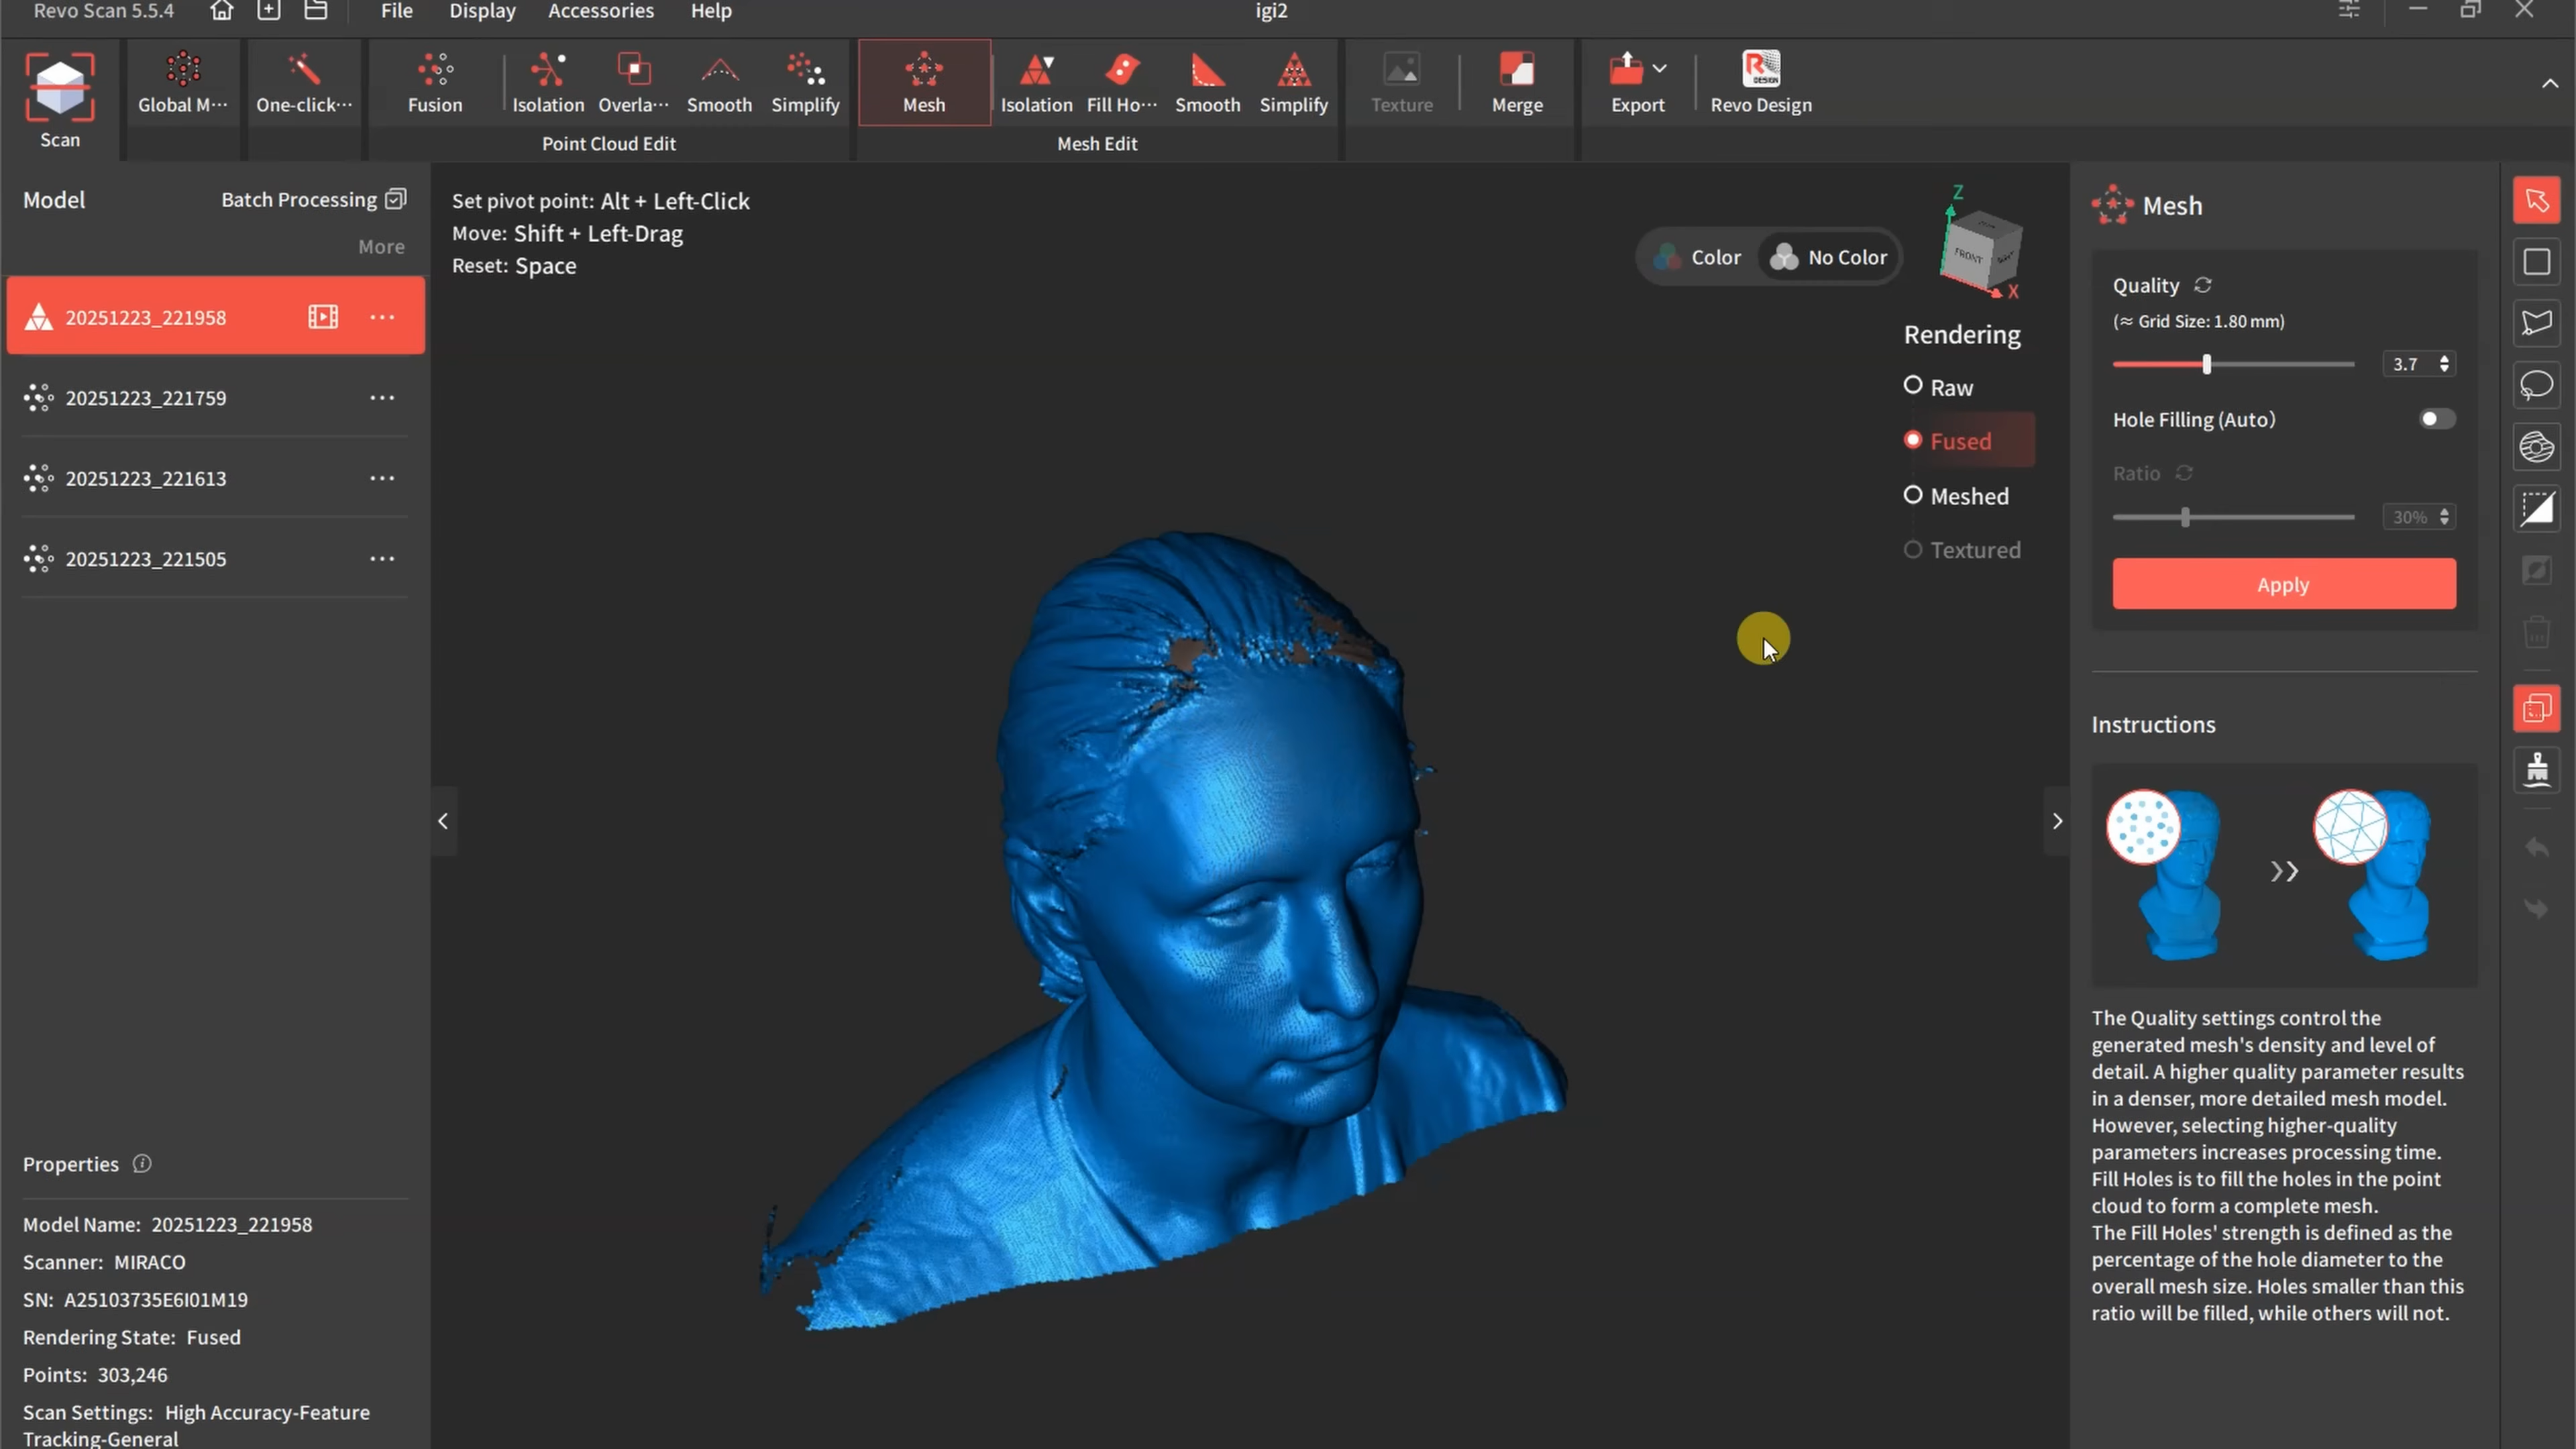 Revo Scan 5.5.4
File
Display
Accessories
Help
igi2
Scan
Global M···
One-click···
Fusion
Isolation
Overla···
Smooth
Simplify
Point Cloud Edit
Mesh
Isolation
Fill Ho···
Smooth
Simplify
Mesh Edit
Texture
Merge
Export
DESIGN
Revo Design
Model
Batch Processing
More
20251223_221958
20251223_221759
20251223_221613
20251223_221505
Properties
Model Name: 20251223_221958
Scanner: MIRACO
SN: A25103735E6I01M19
Rendering State: Fused
Points: 303,246
Scan Settings: High Accuracy-Feature
Tracking-General
Set pivot point: Alt + Left-Click
Move: Shift + Left-Drag
Reset: Space
Color
No Color
Z
FRONT
X
Rendering
Raw
Fused
Meshed
Textured
Mesh
Quality
(≈ Grid Size: 1.80 mm)
3.7
Hole Filling (Auto)
Ratio
30%
Apply
Instructions
The Quality settings control the
generated mesh's density and level of
detail. A higher quality parameter results
in a denser, more detailed mesh model.
However, selecting higher-quality
parameters increases processing time.
Fill Holes is to fill the holes in the point
cloud to form a complete mesh.
The Fill Holes' strength is defined as the
percentage of the hole diameter to the
overall mesh size. Holes smaller than this
ratio will be filled, while others will not.